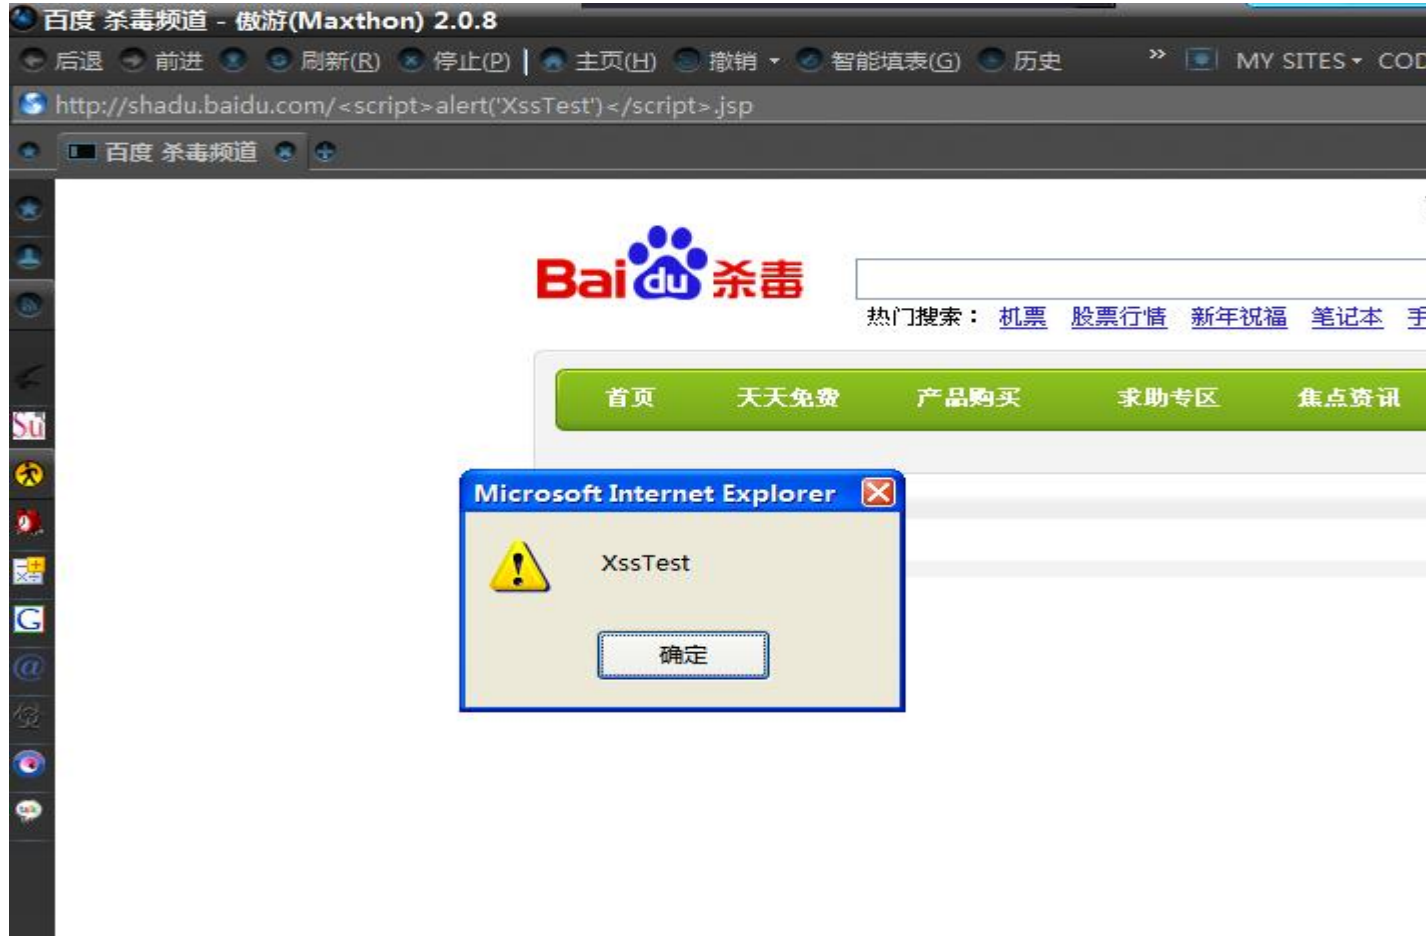 百度 杀毒频道 - 傲游(Maxthon) 2.0.8
后退 前进 刷新(R) 停止(P) 主页(H) 撤销 智能填表(G) 历史 » MY SITES COD
http://shadu.baidu.com/<script>alert('XssTest')</script>.jsp
百度 杀毒频道
Baidu 杀毒
热门搜索： 机票 股票行情 新年祝福 笔记本 手
首页 天天免费 产品购买 求助专区 焦点资讯
Microsoft Internet Explorer
XssTest
确定
Su
G
@
talk